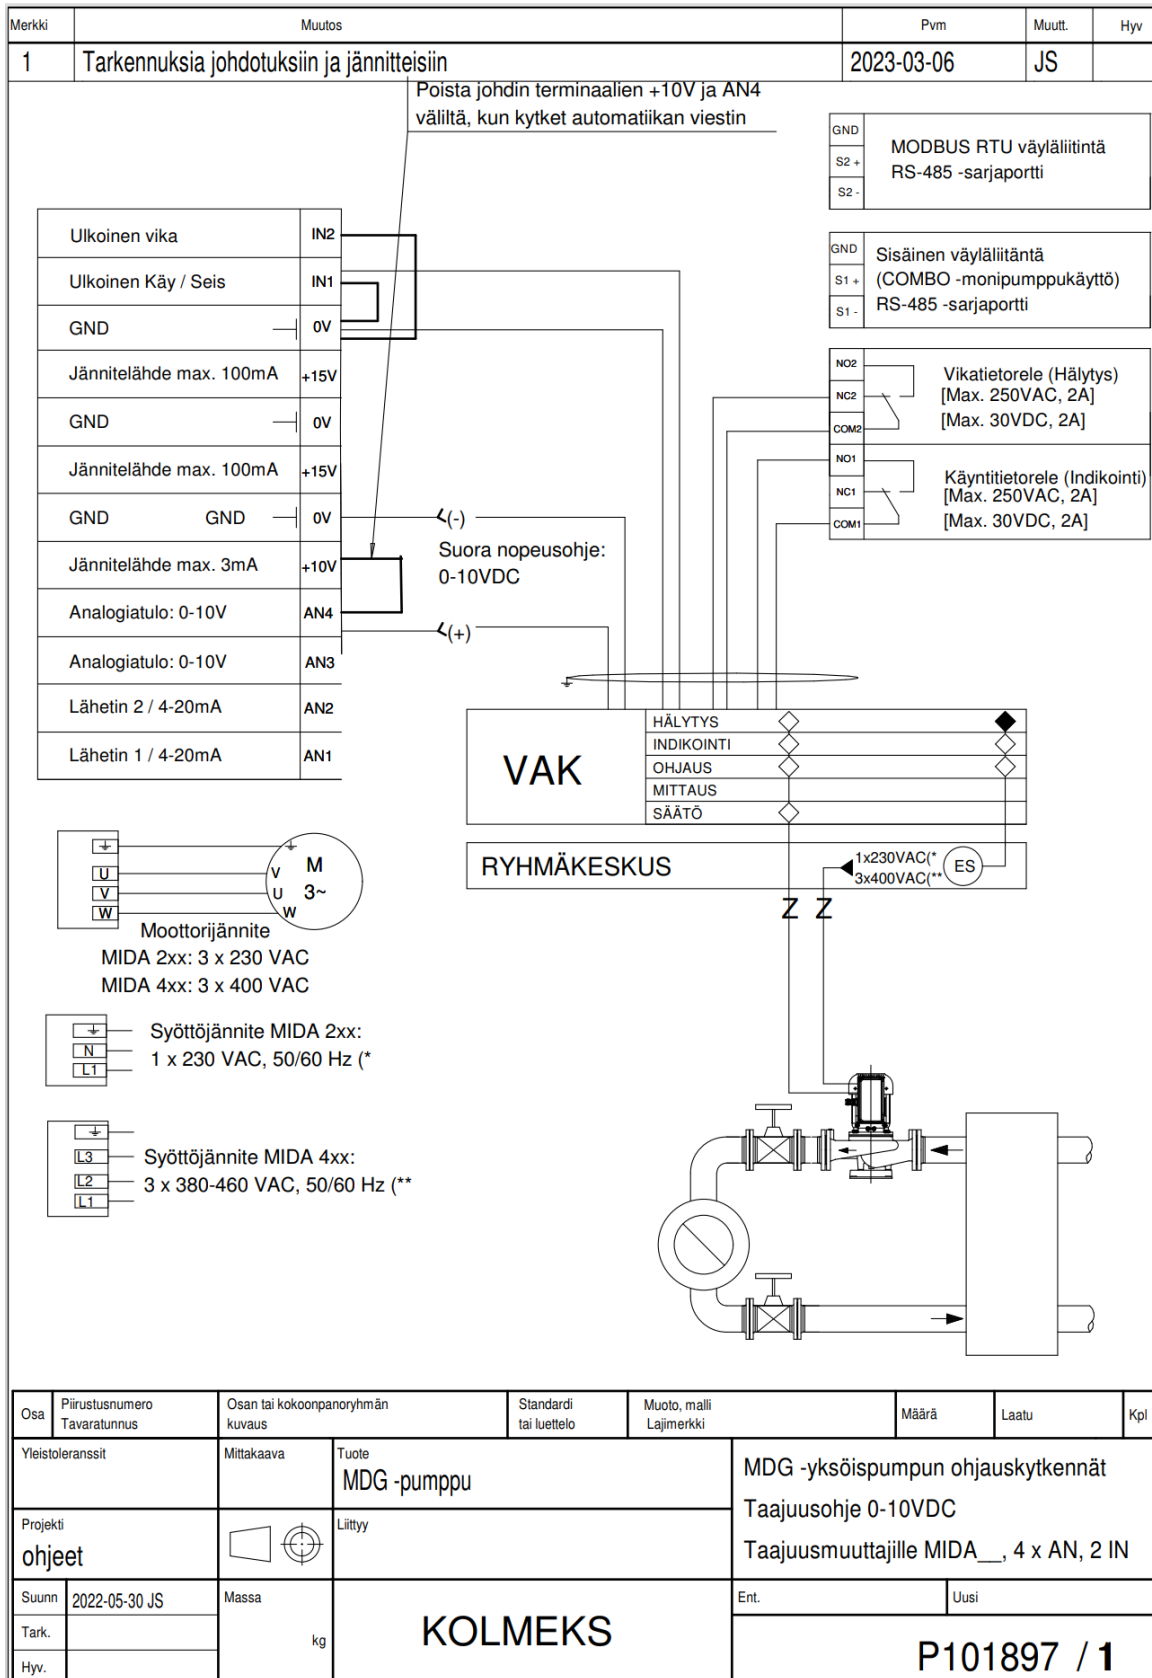 Merkki Muutos Pvm Muutt. Hyv
1 Tarkennuksia johdotuksiin ja jännitteisiin 2023-03-06 JS
Poista johdin terminaalien +10V ja AN4
väliltä, kun kytket automatiikan viestin
GND
S2 +
S2 -
MODBUS RTU väyläliitintä
RS-485 -sarjaportti
GND
S1 +
S1 -
Sisäinen väyläliitäntä
(COMBO -monipumppukäyttö)
RS-485 -sarjaportti
NO2
NC2
COM2
Vikatietorele (Hälytys)
[Max. 250VAC, 2A]
[Max. 30VDC, 2A]
NO1
NC1
COM1
Käyntitietorele (Indikointi)
[Max. 250VAC, 2A]
[Max. 30VDC, 2A]
Ulkoinen vika IN2
Ulkoinen Käy / Seis IN1
GND 0V
Jännitelähde max. 100mA +15V
GND 0V
Jännitelähde max. 100mA +15V
GND GND 0V
Jännitelähde max. 3mA +10V
Analogiatulo: 0-10V AN4
Analogiatulo: 0-10V AN3
Lähetin 2 / 4-20mA AN2
Lähetin 1 / 4-20mA AN1
(-)
Suora nopeusohje:
0-10VDC
(+)
VAK
HÄLYTYS
INDIKOINTI
OHJAUS
MITTAUS
SÄÄTÖ
RYHMÄKESKUS
1x230VAC(*
3x400VAC(**
ES
Z Z
U
V
W
V
U
W
M
3~
Moottorijännite
MIDA 2xx: 3 x 230 VAC
MIDA 4xx: 3 x 400 VAC
N
L1
Syöttöjännite MIDA 2xx:
1 x 230 VAC, 50/60 Hz (*
L3
L2
L1
Syöttöjännite MIDA 4xx:
3 x 380-460 VAC, 50/60 Hz (**
Osa
Piirustusnumero
Tavaratunnus
Osan tai kokoonpanoryhmän
kuvaus
Standardi
tai luettelo
Muoto, malli
Lajimerkki
Määrä
Laatu
Kpl
Yleistoleranssit
Mittakaava
Tuote
MDG -pumppu
MDG -yksöispumpun ohjauskytkennät
Taajuusohje 0-10VDC
Taajuusmuuttajille MIDA__, 4 x AN, 2 IN
Projekti
ohjeet
Liittyy
Suunn 2022-05-30 JS
Tark.
Hyv.
Massa
kg
KOLMEKS
Ent.
Uusi
P101897 / 1